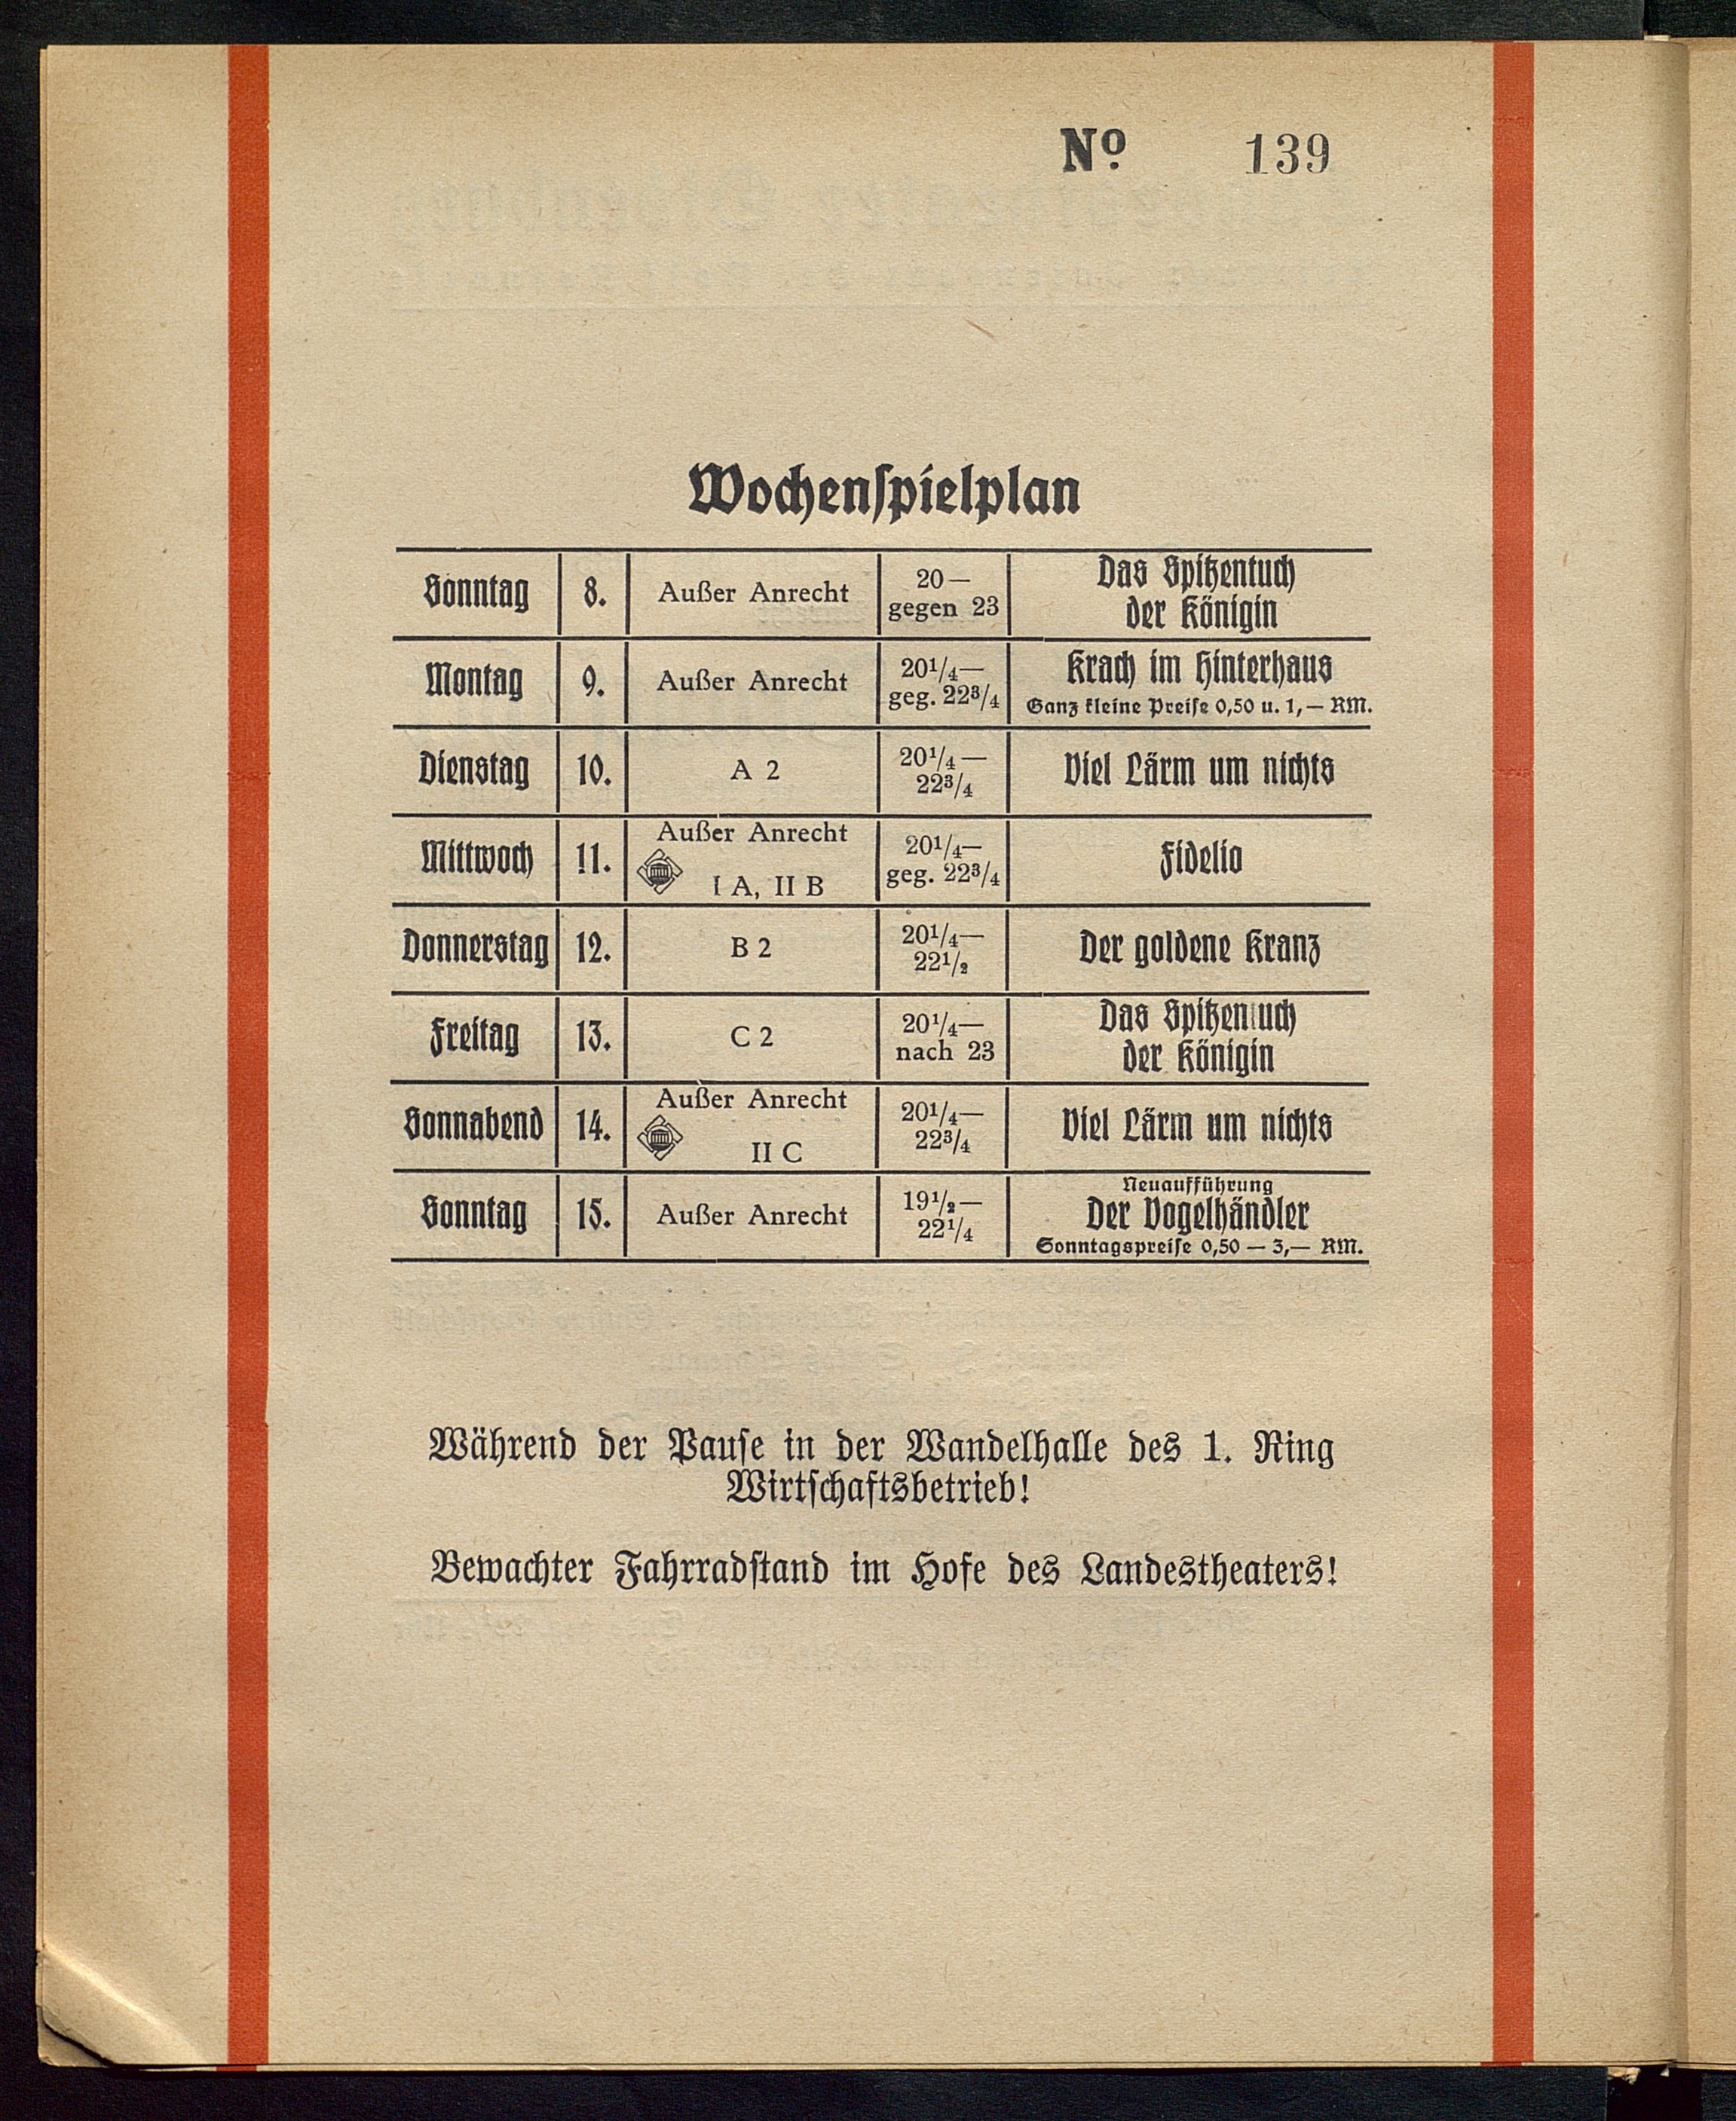 Nº 139
Wochenspielplan
Sonntag 8. Außer Anrecht 20— gegen 23 Das Spitzentuch der Königin
Montag 9. Außer Anrecht 20¹/₄— geg. 22³/₄ Krach im Hinterhaus
Ganz kleine Preise 0,50 u. 1,— RM.
Dienstag 10. A 2 20¹/₄— 22³/₄ Viel Lärm um nichts
Mittwoch 11. Außer Anrecht I A, II B 20¹/₄— geg. 22³/₄ Fidelio
Donnerstag 12. B 2 20¹/₄— 22¹/₂ Der goldene Kranz
Freitag 13. C 2 20¹/₄— nach 23 Das Spitzentuch der Königin
Sonnabend 14. Außer Anrecht II C 20¹/₄— 22³/₄ Viel Lärm um nichts
Sonntag 15. Außer Anrecht 19¹/₂— 22¹/₄ Neuaufführung
Der Vogelhändler
Sonntagspreise 0,50 — 3,— RM.
Während der Pause in der Wandelhalle des 1. Ring
Wirtschaftsbetrieb!
Bewachter Fahrradstand im Hofe des Landestheaters!